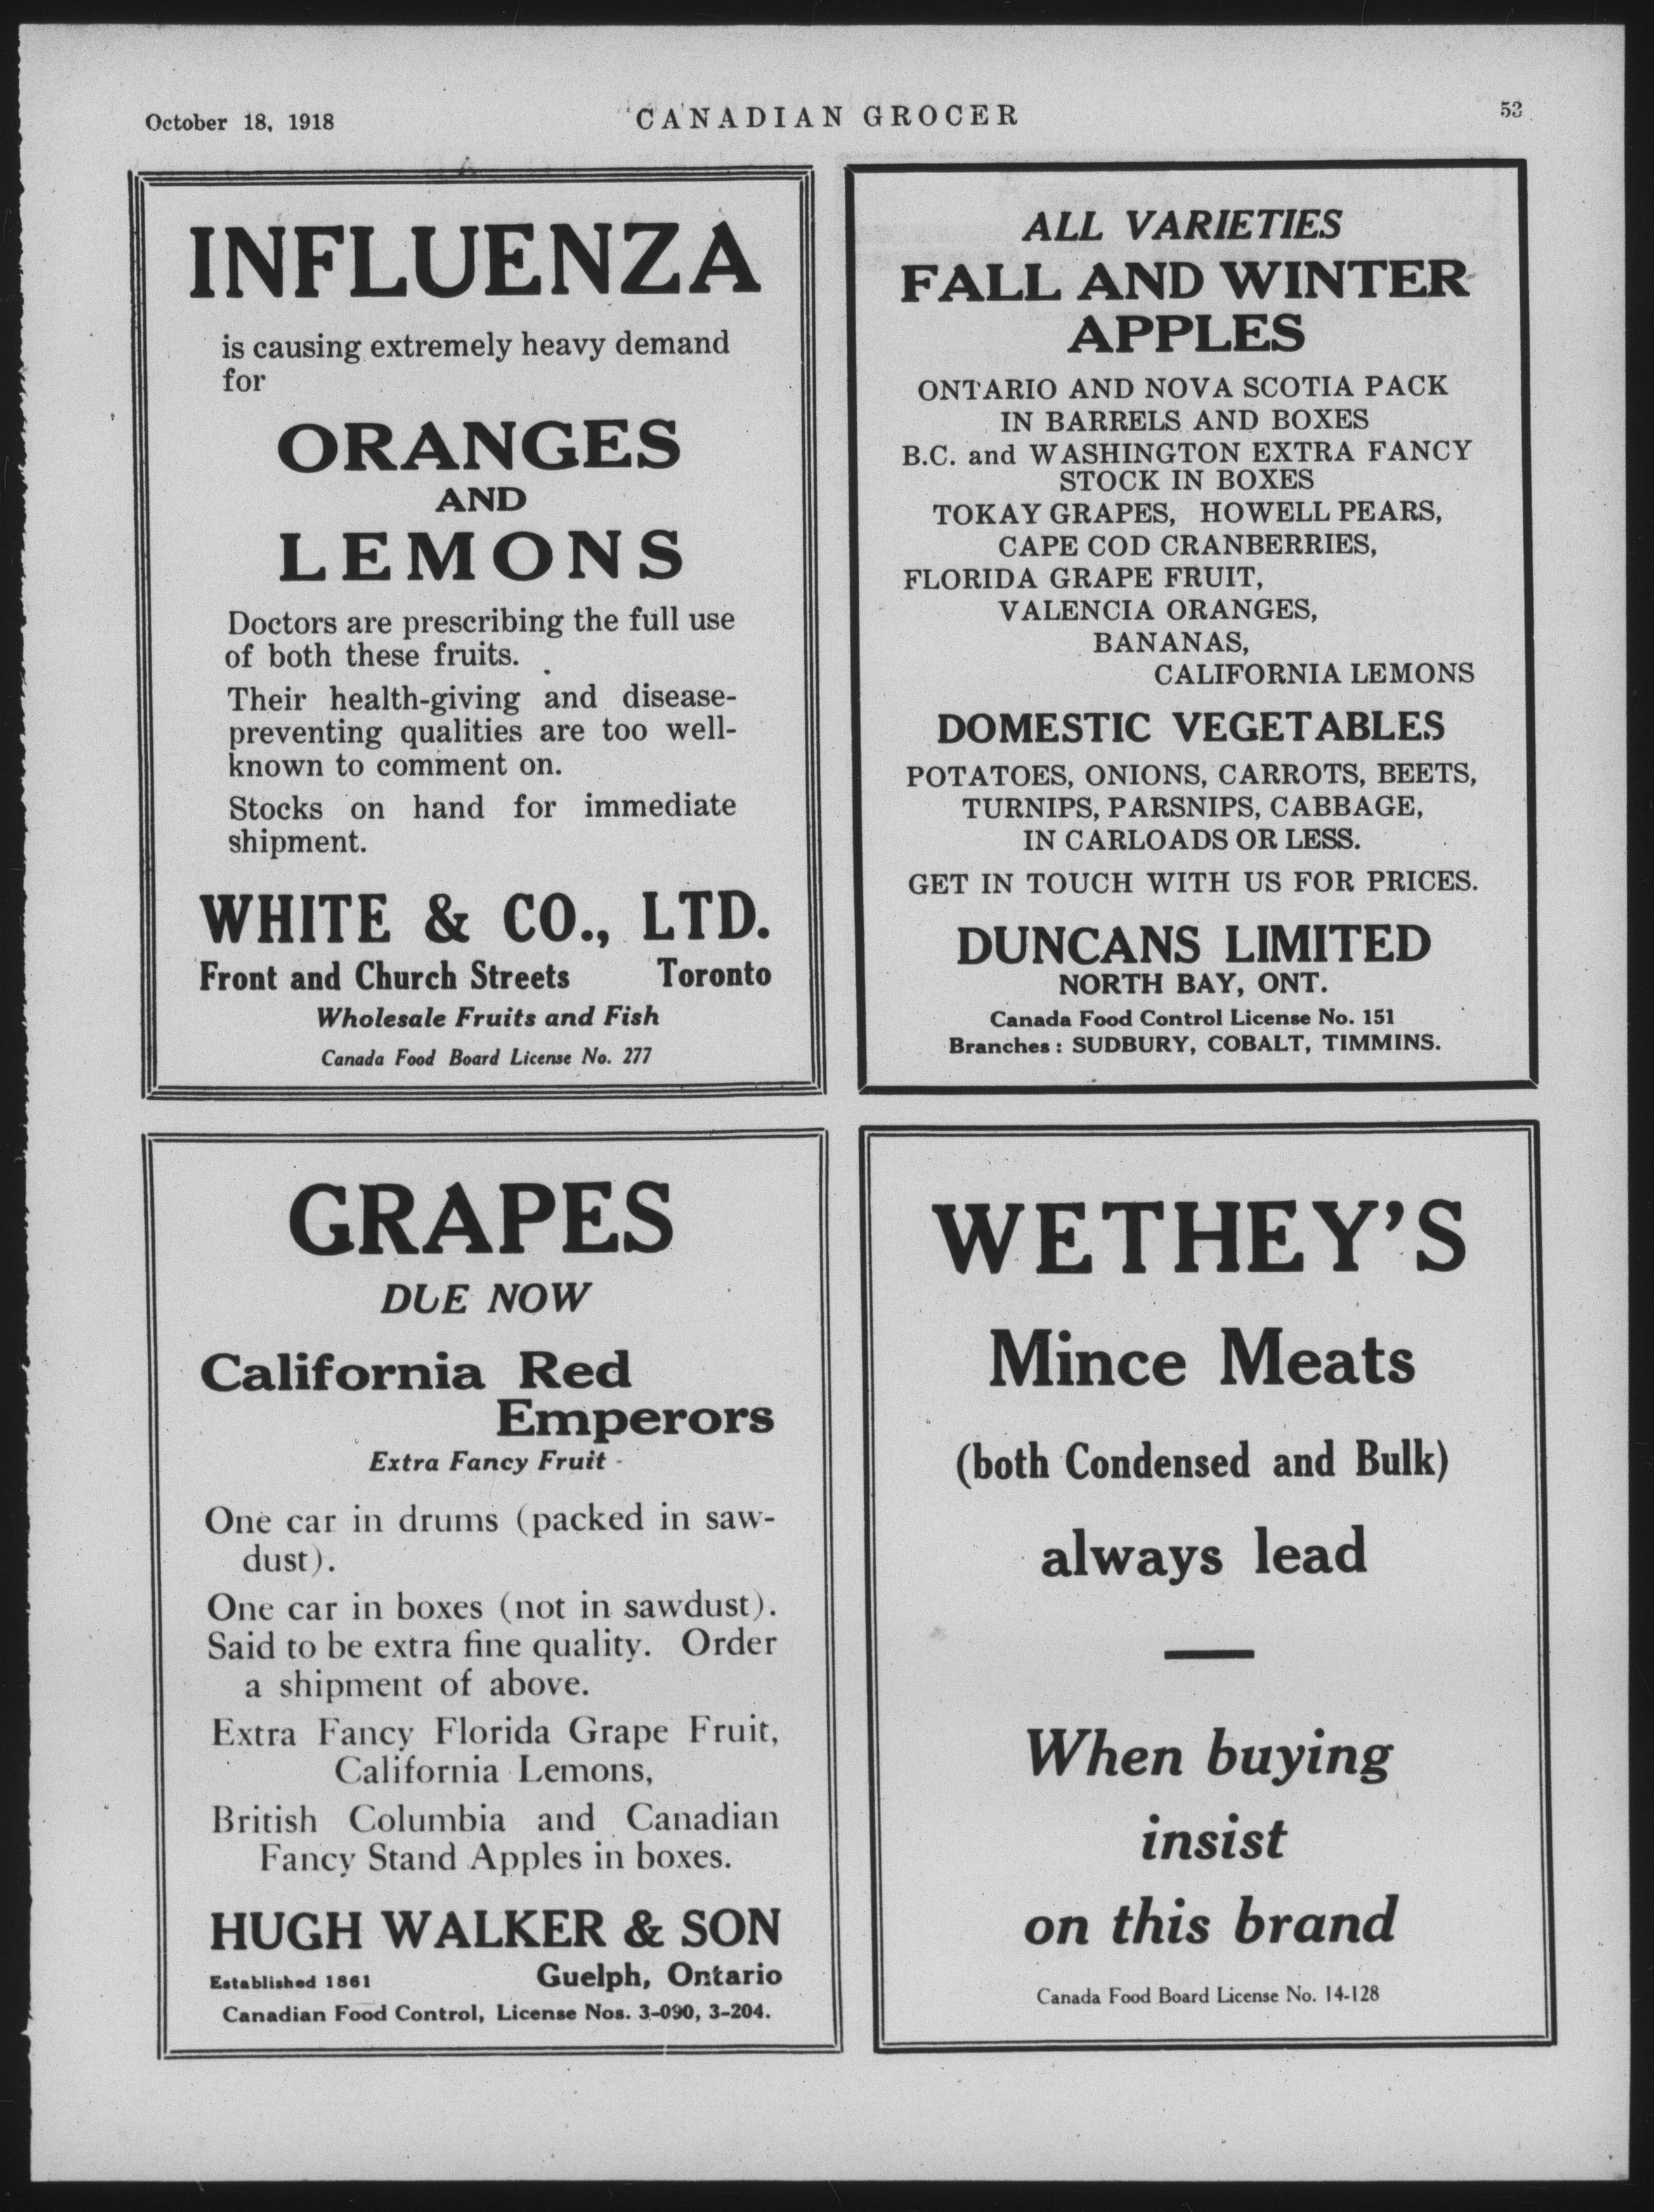 October 18, 1918
CANADIAN GROCER
53
INFLUENZA
is causing extremely heavy demand
for
ORANGES
AND
LEMONS
Doctors are prescribing the full use
of both these fruits.
Their health-giving and disease-
preventing qualities are too well-
known to comment on.
Stocks on hand for immediate
shipment.
WHITE & CO., LTD.
Front and Church Streets Toronto
Wholesale Fruits and Fish
Canada Food Board License No. 277
ALL VARIETIES
FALL AND WINTER
APPLES
ONTARIO AND NOVA SCOTIA PACK
IN BARRELS AND BOXES
B.C. and WASHINGTON EXTRA FANCY
STOCK IN BOXES
TOKAY GRAPES, HOWELL PEARS,
CAPE COD CRANBERRIES,
FLORIDA GRAPE FRUIT,
VALENCIA ORANGES,
BANANAS,
CALIFORNIA LEMONS
DOMESTIC VEGETABLES
POTATOES, ONIONS, CARROTS, BEETS,
TURNIPS, PARSNIPS, CABBAGE,
IN CARLOADS OR LESS.
GET IN TOUCH WITH US FOR PRICES.
DUNCANS LIMITED
NORTH BAY, ONT.
Canada Food Control License No. 151
Branches: SUDBURY, COBALT, TIMMINS.
GRAPES
DUE NOW
California Red
Emperors
Extra Fancy Fruit
One car in drums (packed in saw-
dust).
One car in boxes (not in sawdust).
Said to be extra fine quality. Order
a shipment of above.
Extra Fancy Florida Grape Fruit,
California Lemons,
British Columbia and Canadian
Fancy Stand Apples in boxes.
HUGH WALKER & SON
Established 1861 Guelph, Ontario
Canadian Food Control, License Nos. 3-090, 3-204.
WETHEY'S
Mince Meats
(both Condensed and Bulk)
always lead
When buying
insist
on this brand
Canada Food Board License No. 14-128